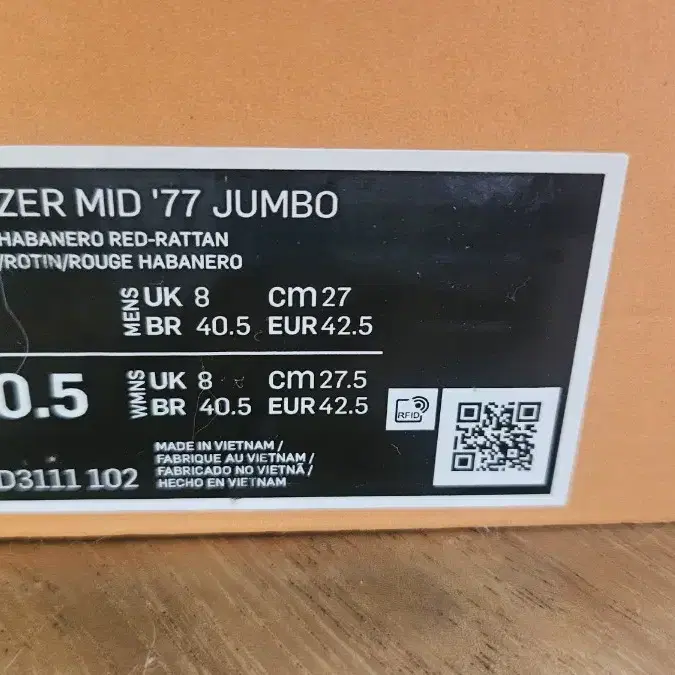 ZER MID '77 JUMBO
HABANERO RED-RATTAN
/ROTIN/ROUGE HABANERO
MENS UK 8 cm 27
BR 40.5 EUR 42.5
0.5 WMNS UK 8 cm 27.5
BR 40.5 EUR 42.5
RFID
MADE IN VIETNAM /
FABRIQUE AU VIETNAM /
FABRICADO NO VIETNÃ /
HECHO EN VIETNAM
D3111 102